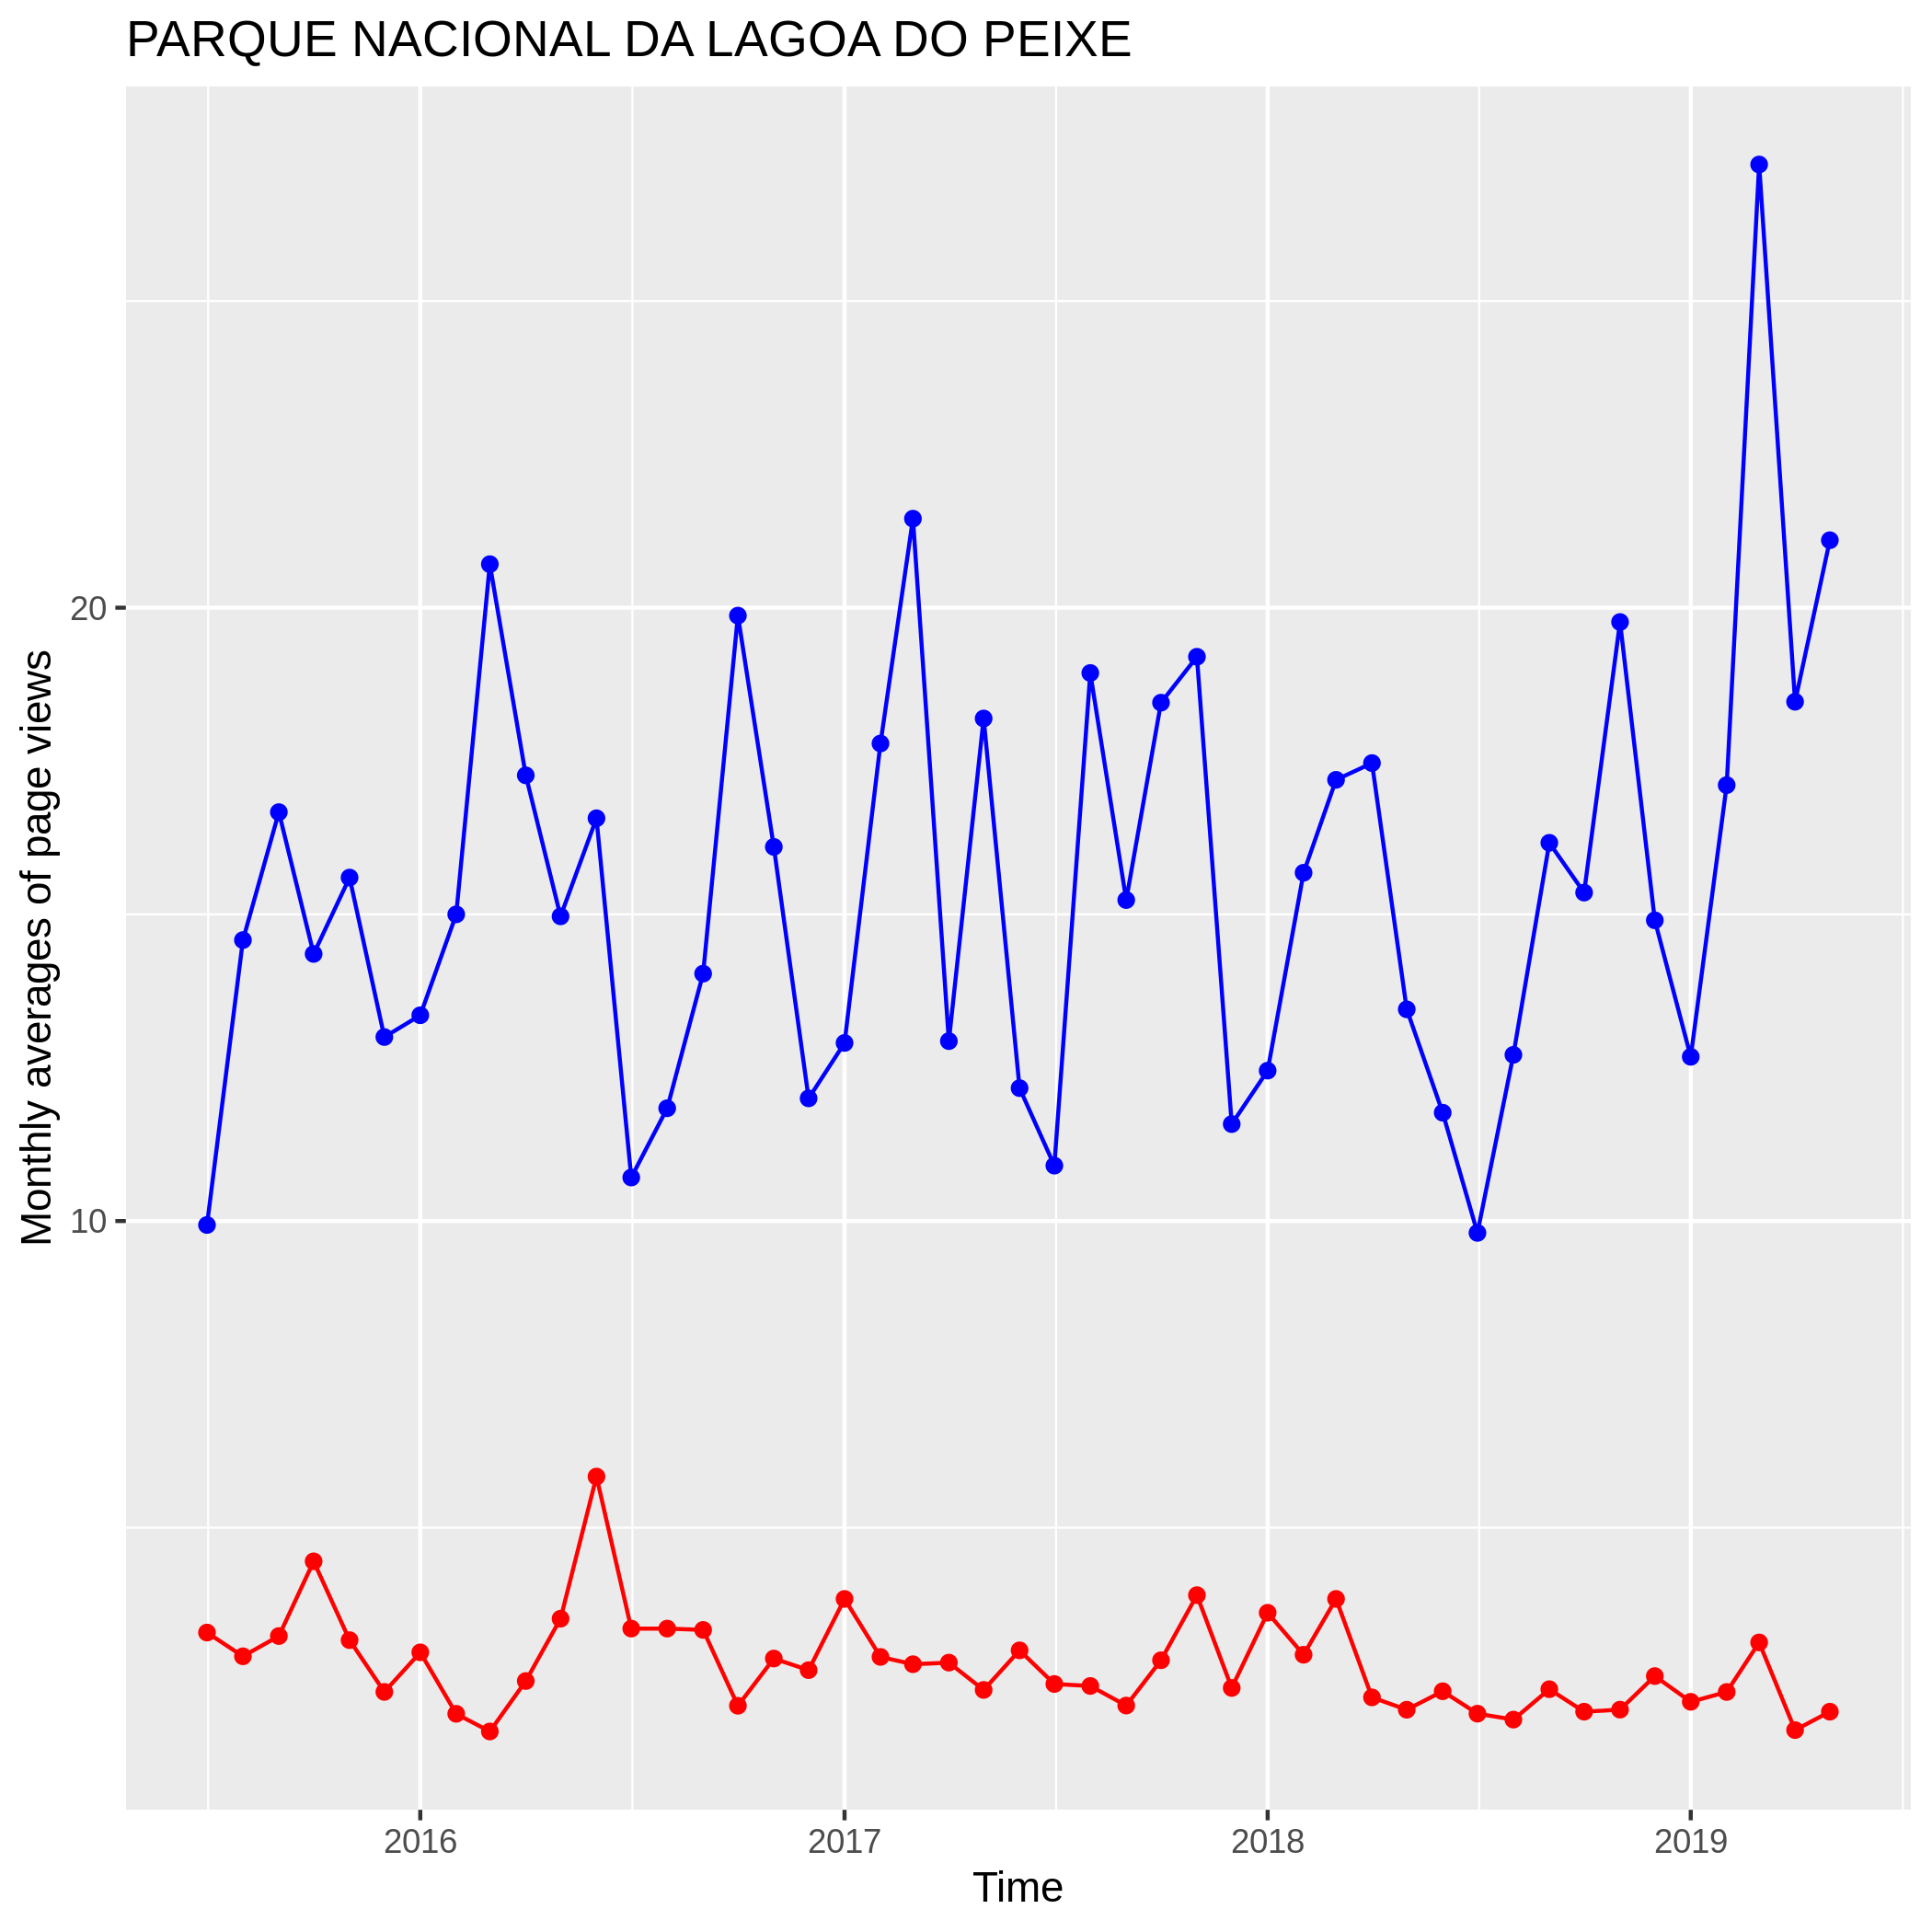 PARQUE NACIONAL DA LAGOA DO PEIXE
Monthly averages of page views
20
10
2016
2017
2018
2019
Time